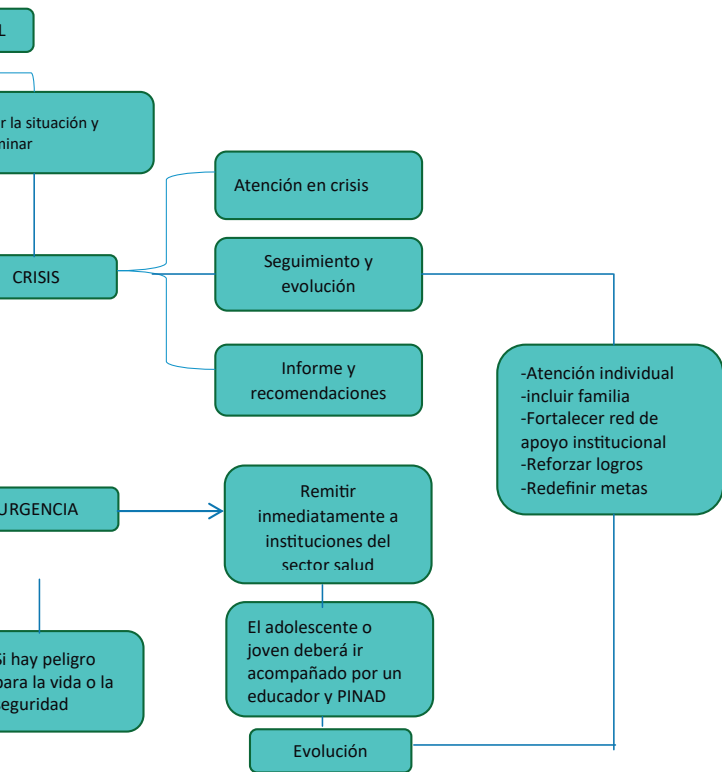 L
r la situación y
minar
Atención en crisis
CRISIS
Seguimiento y
evolución
Informe y
recomendaciones
-Atención individual
-incluir familia
-Fortalecer red de
apoyo institucional
-Reforzar logros
-Redefinir metas
URGENCIA
Remitir
inmediatamente a
instituciones del
sector salud
El adolescente o
joven deberá ir
acompañado por un
educador y PINAD
Si hay peligro
para la vida o la
seguridad
Evolución